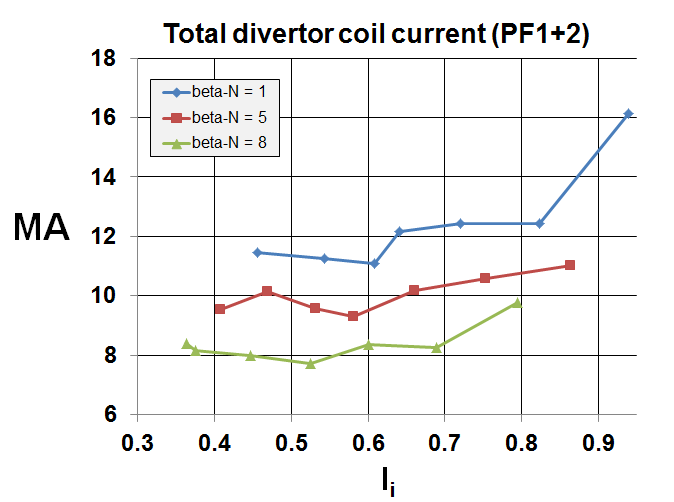 Total divertor coil current (PF1+2)
18
16
14
12
10
8
6
MA
beta-N = 1
beta-N = 5
beta-N = 8
0.3 0.4 0.5 0.6 0.7 0.8 0.9
li